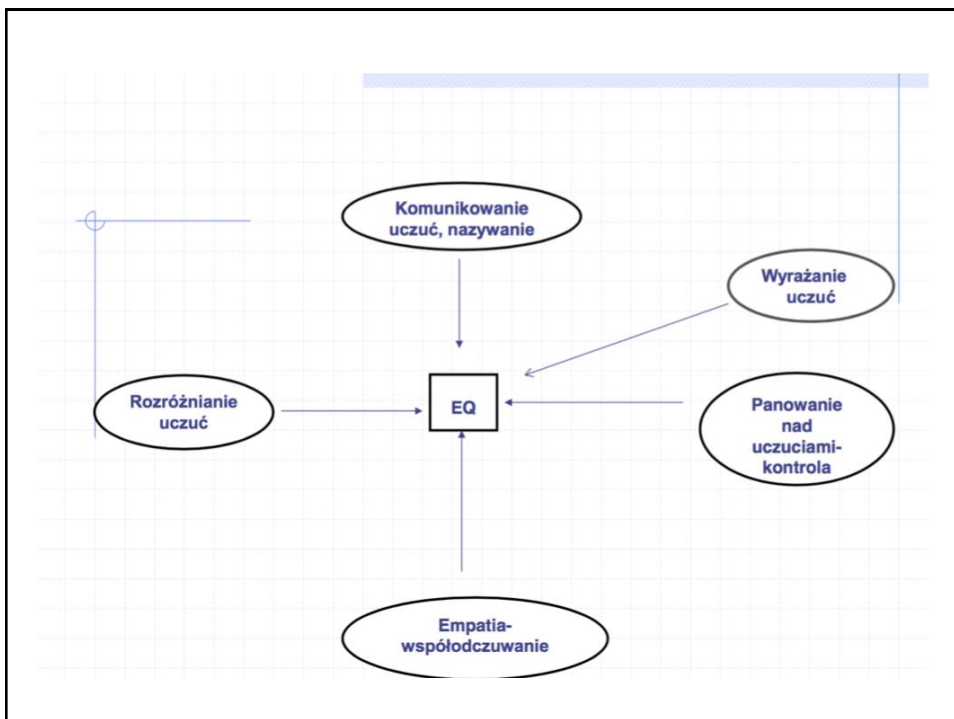 Komunikowanie
uczuć, nazywanie
Wyrażanie
uczuć
Rozróżnianie
uczuć
EQ
Panowanie
nad
uczuciami-
kontrola
Empatia-
współodczuwanie